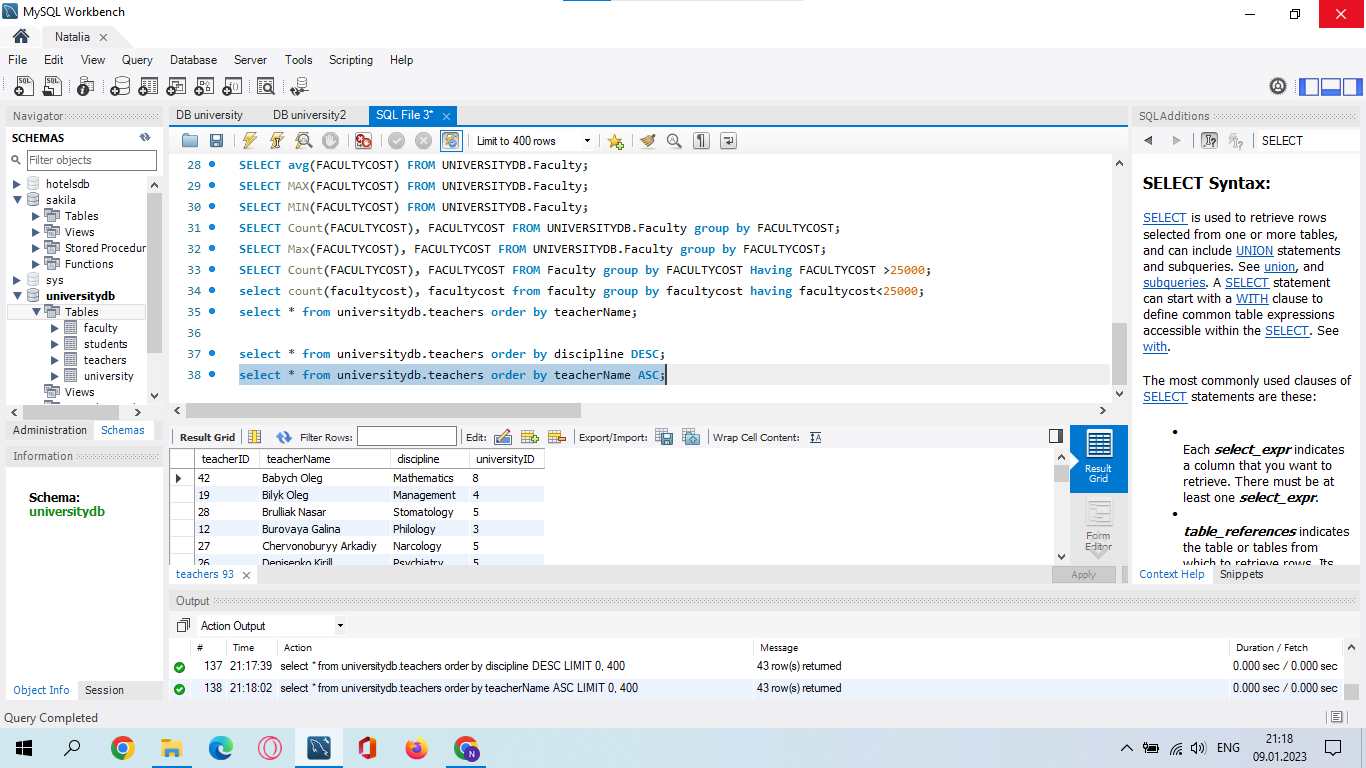 MySQL Workbench
Natalia
File Edit View Query Database Server Tools Scripting Help
Navigator
SCHEMAS
Filter objects
hotelsdb
sakila
Tables
Views
Stored Procedur
Functions
sys
universitydb
Tables
faculty
students
teachers
university
Views
Administration Schemas
Information
Schema:
universitydb
Object Info Session
Query Completed
DB university DB university2 SQL File 3*
Limit to 400 rows
28 SELECT avg(FACULTYCOST) FROM UNIVERSITYDB.Faculty;
29 SELECT MAX(FACULTYCOST) FROM UNIVERSITYDB.Faculty;
30 SELECT MIN(FACULTYCOST) FROM UNIVERSITYDB.Faculty;
31 SELECT Count(FACULTYCOST), FACULTYCOST FROM UNIVERSITYDB.Faculty group by FACULTYCOST;
32 SELECT Max(FACULTYCOST), FACULTYCOST FROM UNIVERSITYDB.Faculty group by FACULTYCOST;
33 SELECT Count(FACULTYCOST), FACULTYCOST FROM Faculty group by FACULTYCOST Having FACULTYCOST >25000;
34 select count(facultycost), facultycost from faculty group by facultycost having facultycost<25000;
35 select * from universitydb.teachers order by teacherName;
36
37 select * from universitydb.teachers order by discipline DESC;
38 select * from universitydb.teachers order by teacherName ASC;
Result Grid Filter Rows: Edit: Export/Import: Wrap Cell Content:
teacherID teacherName discipline universityID
42 Babych Oleg Mathematics 8
19 Bilyk Oleg Management 4
28 Brulliak Nasar Stomatology 5
12 Burovaya Galina Philology 3
27 Chervonoburyy Arkadiy Narcology 5
26 Denisenko Kirill Psychiatry 5
Result
Grid
Form
Editor
teachers 93
Apply
Output
Action Output
# Time Action Message Duration / Fetch
137 21:17:39 select * from universitydb.teachers order by discipline DESC LIMIT 0, 400 43 row(s) returned 0.000 sec / 0.000 sec
138 21:18:02 select * from universitydb.teachers order by teacherName ASC LIMIT 0, 400 43 row(s) returned 0.000 sec / 0.000 sec
SQLAdditions
SELECT
SELECT Syntax:
SELECT is used to retrieve rows
selected from one or more tables,
and can include UNION statements
and subqueries. See union, and
subqueries. A SELECT statement
can start with a WITH clause to
define common table expressions
accessible within the SELECT. See
with.
The most commonly used clauses of
SELECT statements are these:
Each select_expr indicates
a column that you want to
retrieve. There must be at
least one select_expr.
table_references indicates
the table or tables from
which to retrieve rows. Its
Context Help Snippets
ENG
21:18
09.01.2023